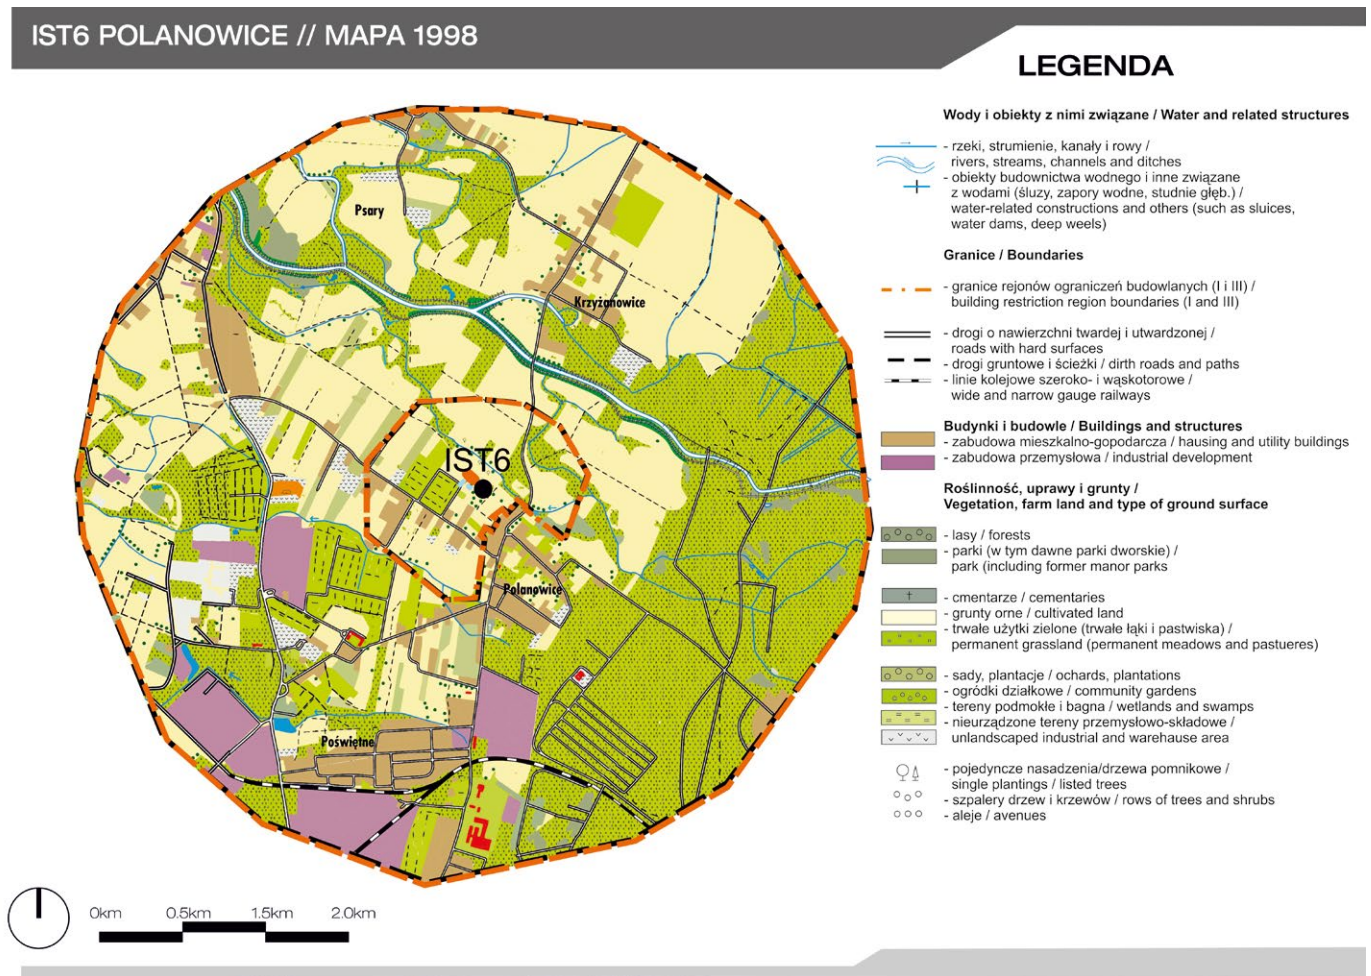 IST6 POLANOWICE // MAPA 1998
LEGENDA
Wody i obiekty z nimi związane / Water and related structures
- rzeki, strumienie, kanały i rowy /
rivers, streams, channels and ditches
- obiekty budownictwa wodnego i inne związane
z wodami (śluzy, zapory wodne, studnie głęb.) /
water-related constructions and others (such as sluices,
water dams, deep weels)
Granice / Boundaries
- granice rejonów ograniczeń budowlanych (I i III) /
building restriction region boundaries (I and III)
- drogi o nawierzchni twardej i utwardzonej /
roads with hard surfaces
- drogi gruntowe i ścieżki / dirth roads and paths
- linie kolejowe szeroko- i wąskotorowe /
wide and narrow gauge railways
Budynki i budowle / Buildings and structures
- zabudowa mieszkalno-gopodarcza / hausing and utility buildings
- zabudowa przemysłowa / industrial development
Roślinność, uprawy i grunty /
Vegetation, farm land and type of ground surface
- lasy / forests
- parki (w tym dawne parki dworskie) /
park (including former manor parks
- cmentarze / cementaries
- grunty orne / cultivated land
- trwałe użytki zielone (trwałe łąki i pastwiska) /
permanent grassland (permanent meadows and pastueres)
- sady, plantacje / ochards, plantations
- ogródki działkowe / community gardens
- tereny podmokłe i bagna / wetlands and swamps
- nieurządzone tereny przemysłowo-składowe /
unlandscaped industrial and warehause area
- pojedyncze nasadzenia/drzewa pomnikowe /
single plantings / listed trees
- szpalery drzew i krzewów / rows of trees and shrubs
- aleje / avenues
Psary
Krzyżanowice
IST6
Polanowice
Poświętne
0km 0.5km 1.5km 2.0km